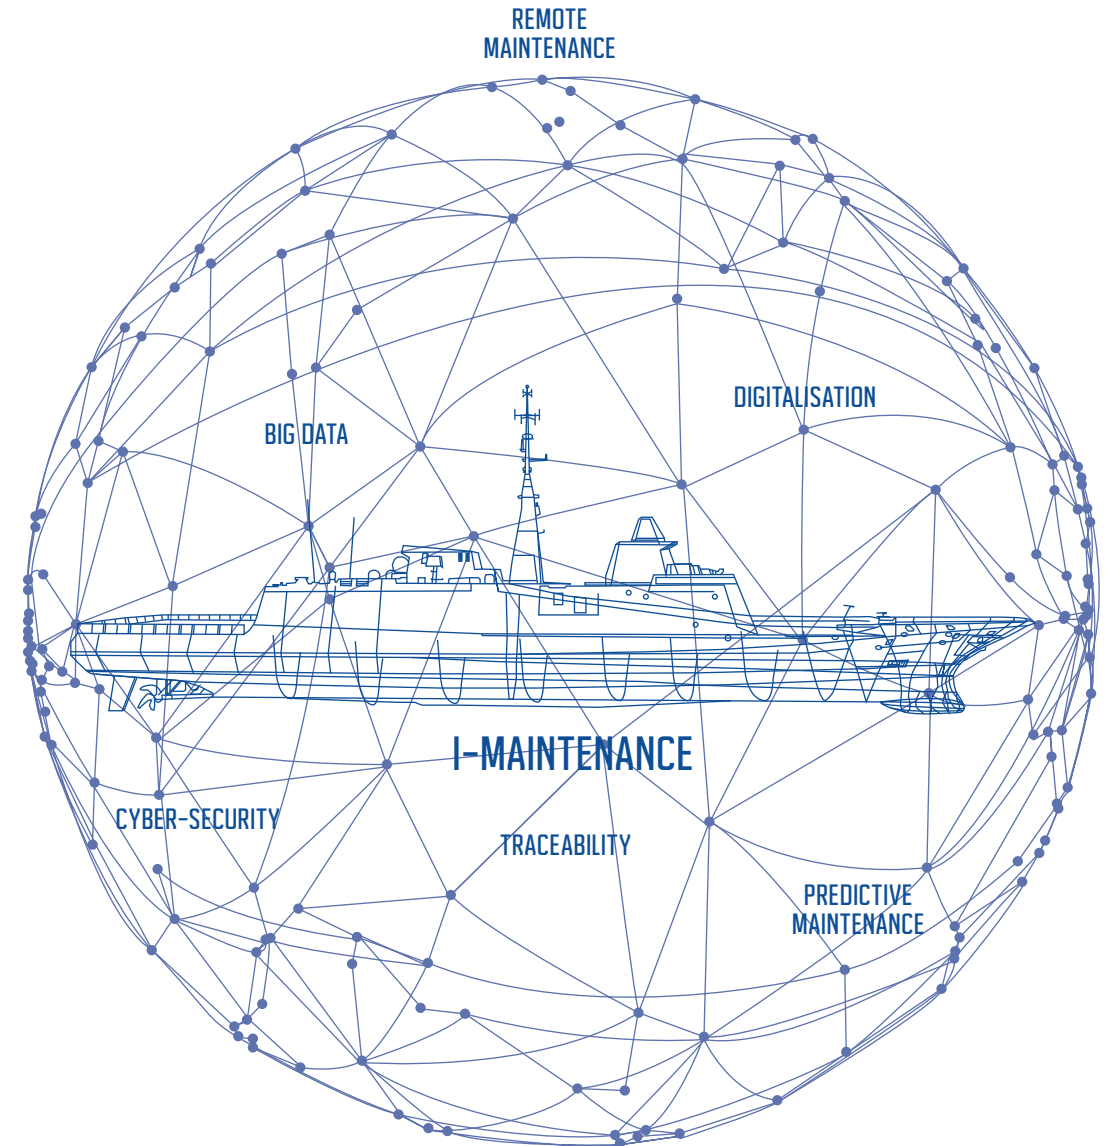 REMOTE
MAINTENANCE
DIGITALISATION
BIG DATA
I-MAINTENANCE
CYBER-SECURITY
TRACEABILITY
PREDICTIVE
MAINTENANCE